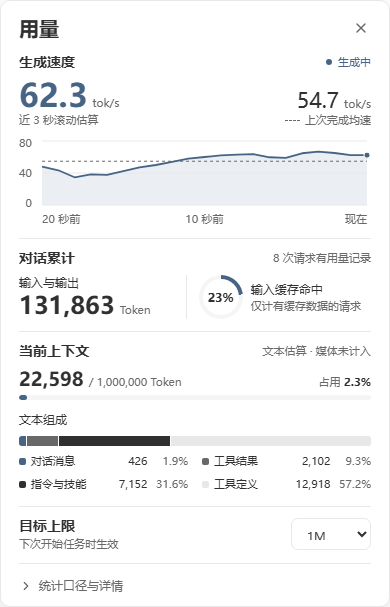 用量
生成速度 生成中
62.3 tok/s 54.7 tok/s
近 3 秒滚动估算 上次完成均速
80
40
0
20 秒前 10 秒前 现在
对话累计 8 次请求有用量记录
输入与输出
131,863 Token
23%
输入缓存命中
仅计有缓存数据的请求
当前上下文 文本估算 · 媒体未计入
22,598 / 1,000,000 Token 占用 2.3%
文本组成
对话消息 426 1.9% 工具结果 2,102 9.3%
指令与技能 7,152 31.6% 工具定义 12,918 57.2%
目标上限
下次开始任务时生效
1M
统计口径与详情